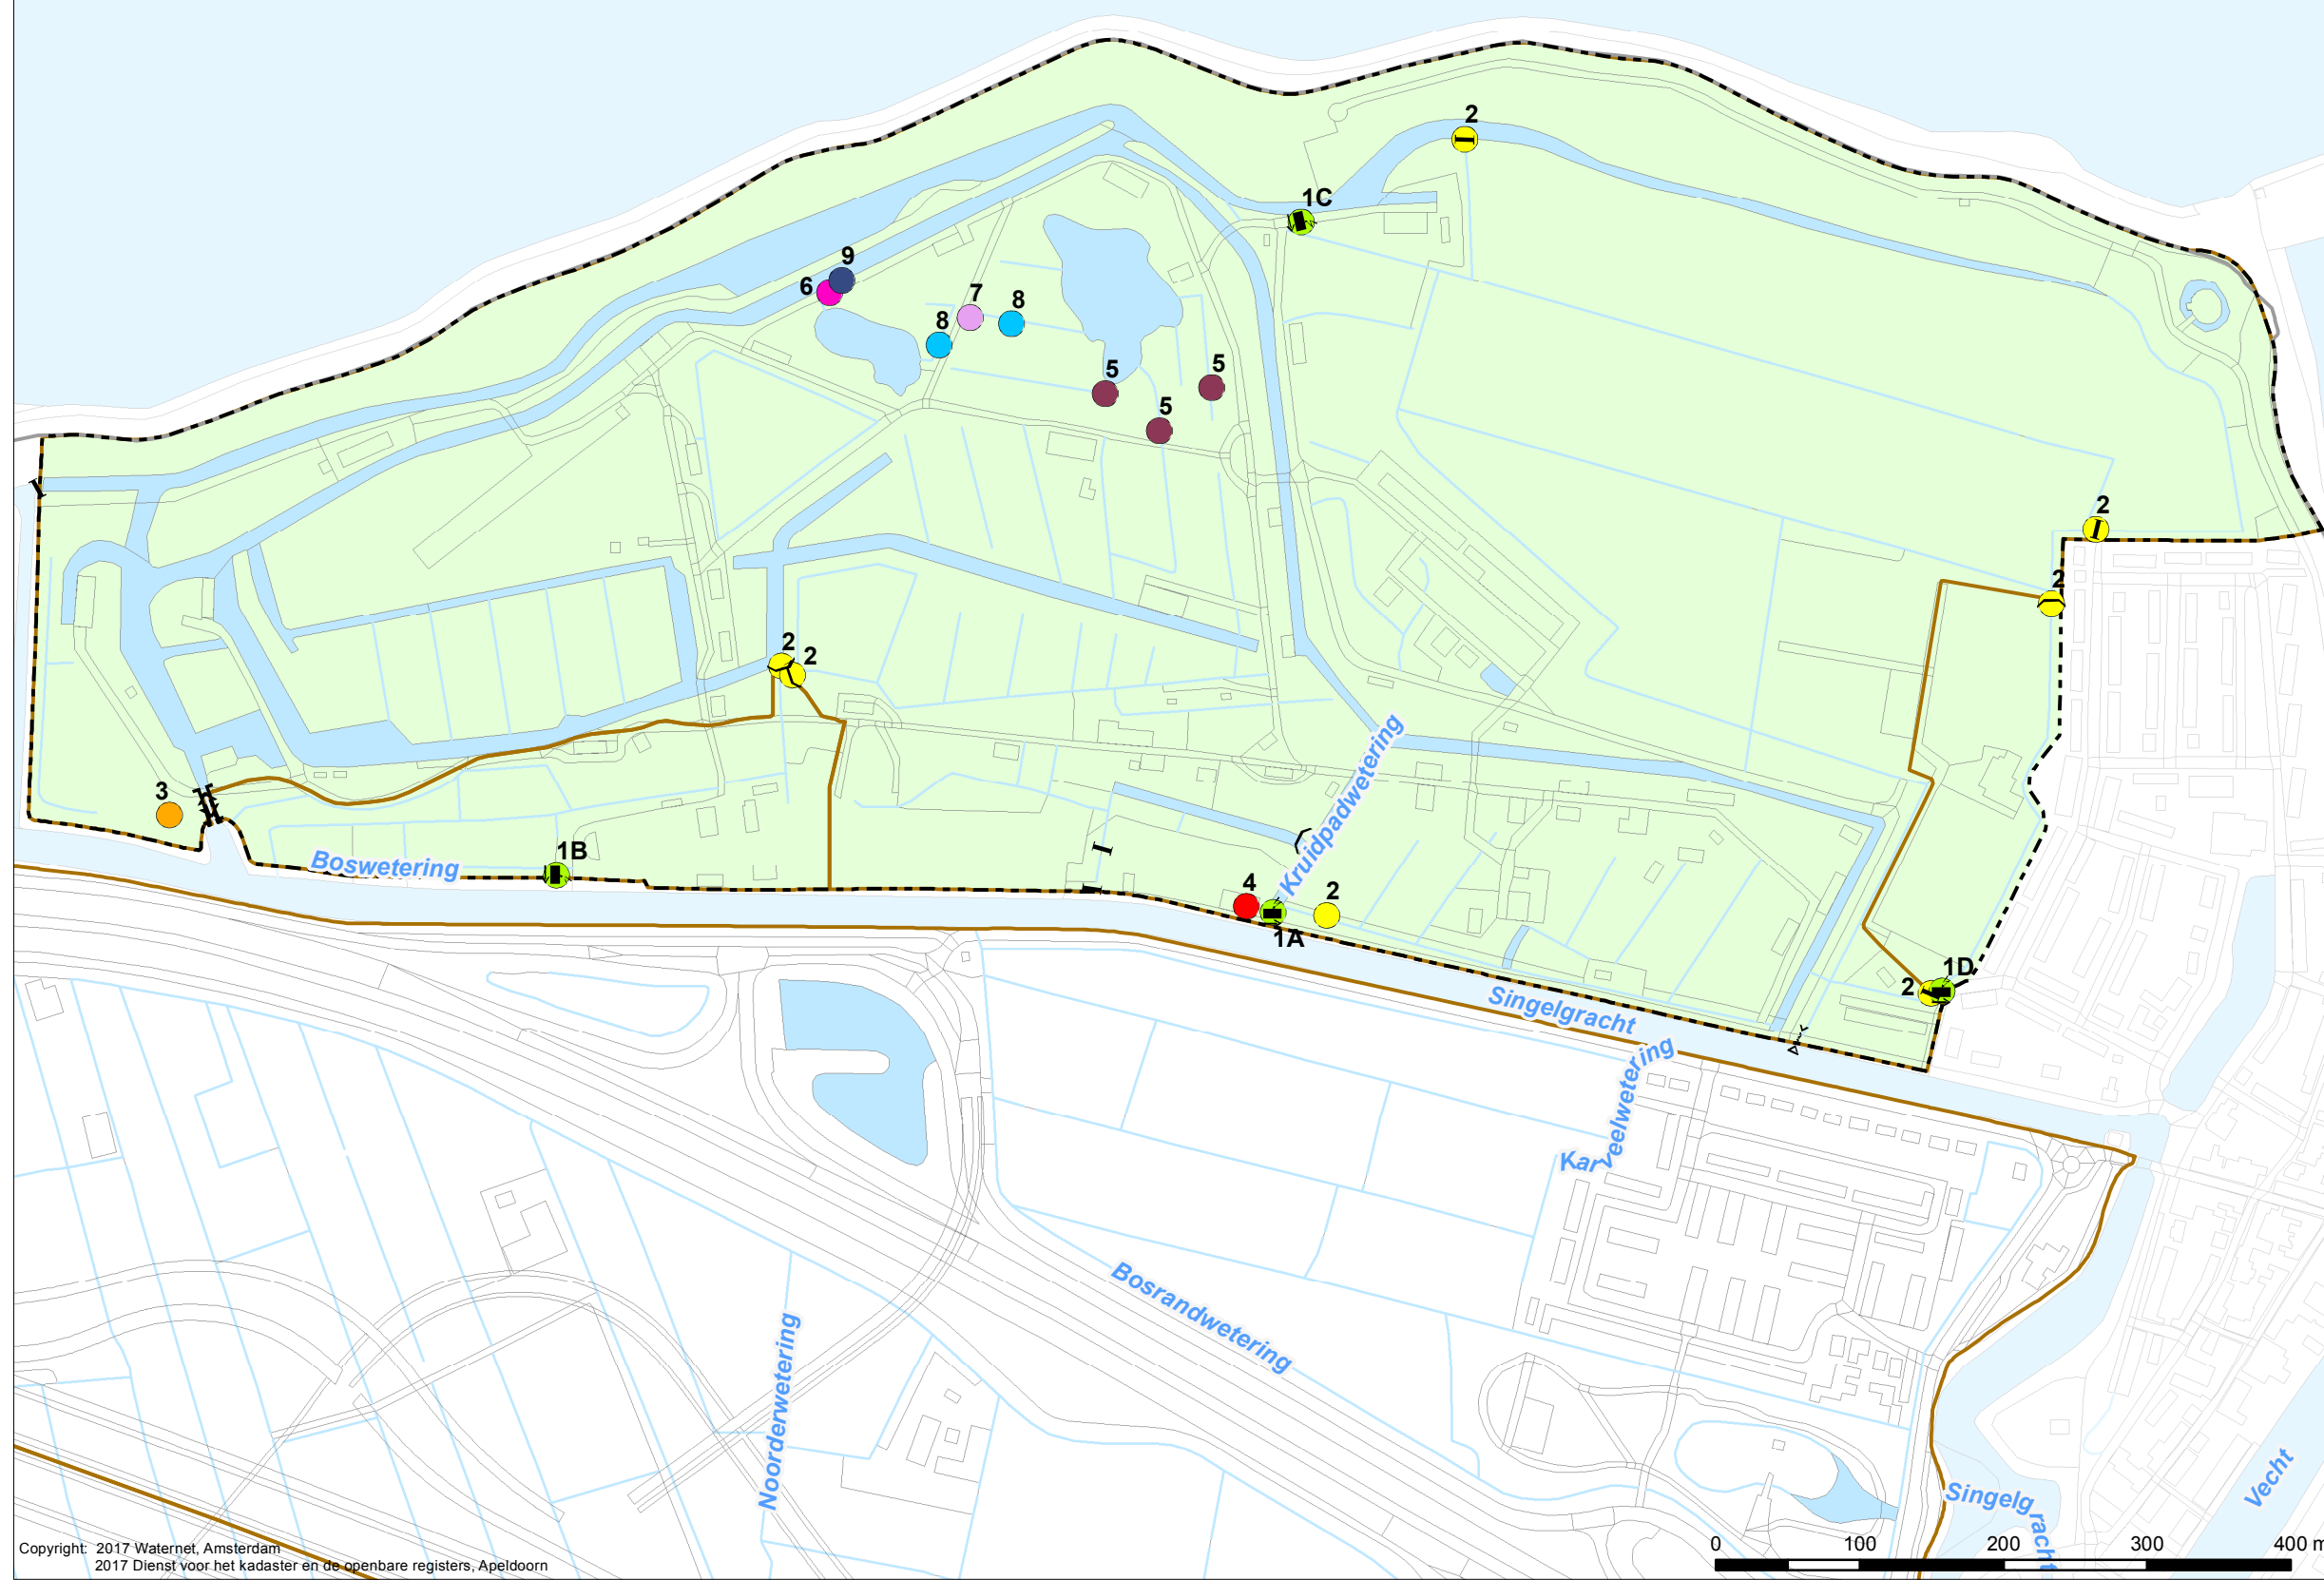 2
1C
9
6
7
8
8
5
5
5
2
2
2
2
3
1B
Boswetering
Kruidpadwetering
4
2
1A
1D
2
Singelgracht
Karveelwetering
Bosrandwetering
Noorderwetering
Singelgracht
Vecht
0 100 200 300 400 m
Copyright: 2017 Waternet, Amsterdam
2017 Dienst voor het kadaster en de openbare registers, Apeldoorn